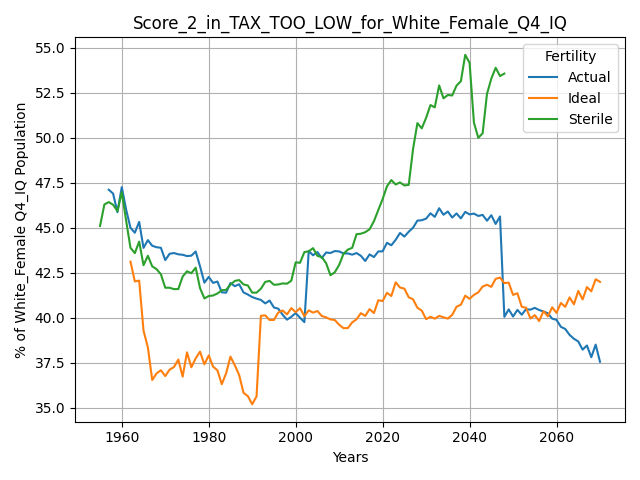 Score_2_in_TAX_TOO_LOW_for_White_Female_Q4_IQ
% of White_Female Q4_IQ Population
55.0
52.5
50.0
47.5
45.0
42.5
40.0
37.5
35.0
Fertility
Actual
Ideal
Sterile
1960 1980 2000 2020 2040 2060
Years